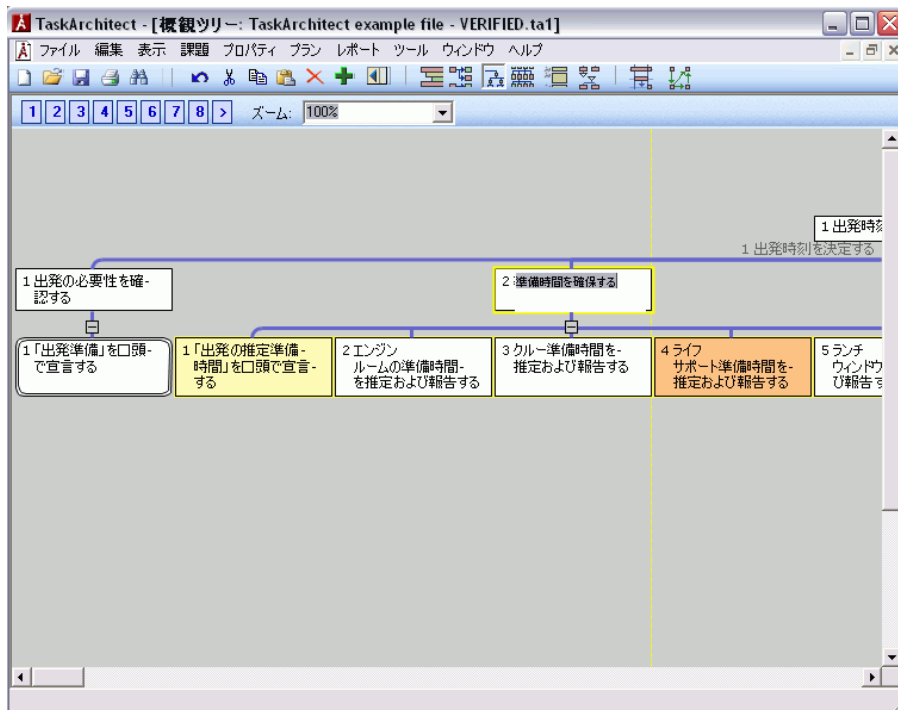 TaskArchitect - [概観ツリー: TaskArchitect example file - VERIFIED.ta1]
ファイル 編集 表示 課題 プロパティ プラン レポート ツール ウィンドウ ヘルプ
1 2 3 4 5 6 7 8 > ズーム: 100%
1 出発時刻
1 出発時刻を決定する
1 出発の必要性を確-
認する
2 準備時間を確保する
1 「出発準備」を口頭-
で宣言する
1 「出発の推定準備-
時間」を口頭で宣言-
する
2 エンジン
ルームの準備時間-
を推定および報告する
3 クルー準備時間を-
推定および報告する
4 ライフ
サポート準備時間を-
推定および報告する
5 ランチ
ウィンドウ
び報告す